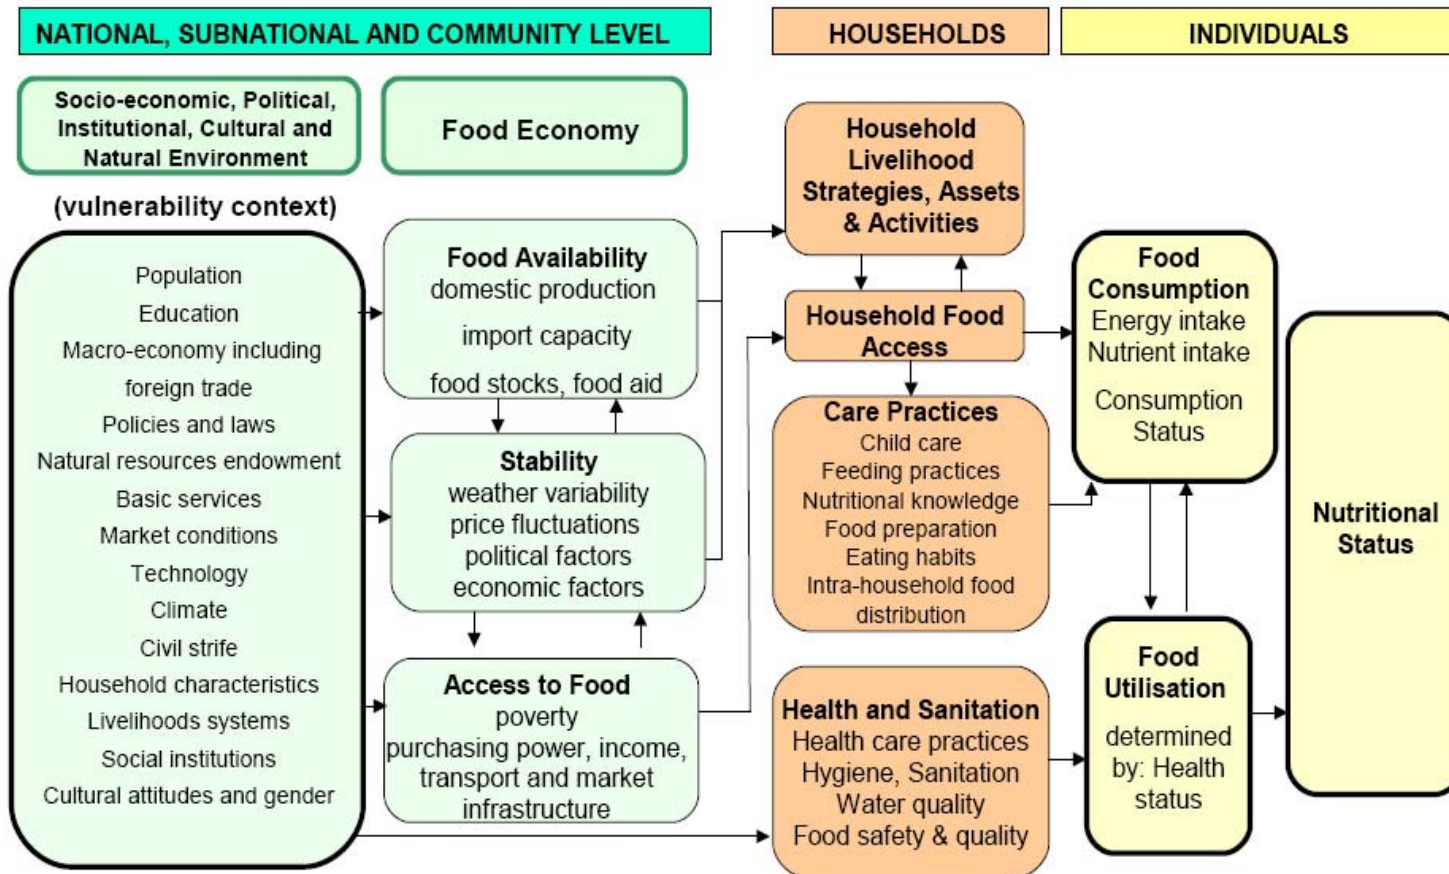 NATIONAL, SUBNATIONAL AND COMMUNITY LEVEL
HOUSEHOLDS
INDIVIDUALS
Socio-economic, Political,
Institutional, Cultural and
Natural Environment
Food Economy
(vulnerability context)
Population
Education
Macro-economy including
foreign trade
Policies and laws
Natural resources endowment
Basic services
Market conditions
Technology
Climate
Civil strife
Household characteristics
Livelihoods systems
Social institutions
Cultural attitudes and gender
Food Availability
domestic production
import capacity
food stocks, food aid
Stability
weather variability
price fluctuations
political factors
economic factors
Access to Food
poverty
purchasing power, income,
transport and market
infrastructure
Household
Livelihood
Strategies, Assets
& Activities
Household Food
Access
Care Practices
Child care
Feeding practices
Nutritional knowledge
Food preparation
Eating habits
Intra-household food
distribution
Health and Sanitation
Health care practices
Hygiene, Sanitation
Water quality
Food safety & quality
Food
Consumption
Energy intake
Nutrient intake
Consumption
Status
Food
Utilisation
determined
by: Health
status
Nutritional
Status